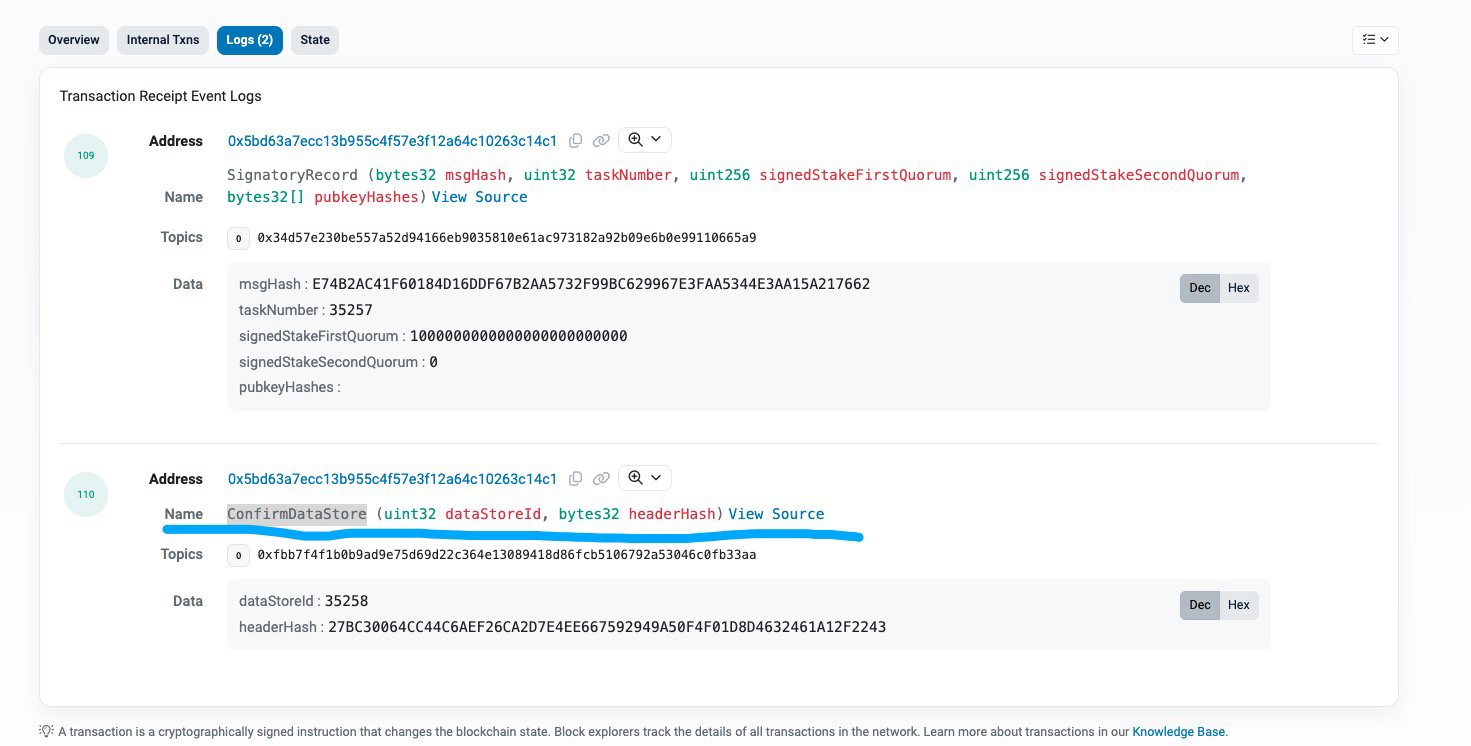 Overview Internal Txns Logs (2) State
Transaction Receipt Event Logs
109
Address 0x5bd63a7ecc13b955c4f57e3f12a64c10263c14c1
SignatoryRecord (bytes32 msgHash, uint32 taskNumber, uint256 signedStakeFirstQuorum, uint256 signedStakeSecondQuorum,
Name bytes32[] pubkeyHashes) View Source
Topics 0 0x34d57e230be557a52d94166eb9035810e61ac973182a92b09e6b0e99110665a9
Data msgHash : E74B2AC41F60184D16DDF67B2AA5732F99BC629967E3FAA5344E3AA15A217662 Dec Hex
taskNumber : 35257
signedStakeFirstQuorum : 1000000000000000000000000
signedStakeSecondQuorum : 0
pubkeyHashes :
110
Address 0x5bd63a7ecc13b955c4f57e3f12a64c10263c14c1
Name ConfirmDataStore (uint32 dataStoreId, bytes32 headerHash) View Source
Topics 0 0xfbb7f4f1b0b9ad9e75d69d22c364e13089418d86fcb5106792a53046c0fb33aa
Data dataStoreId : 35258 Dec Hex
headerHash : 27BC30064CC44C6AEF26CA2D7E4EE667592949A50F4F01D8D4632461A12F2243
A transaction is a cryptographically signed instruction that changes the blockchain state. Block explorers track the details of all transactions in the network. Learn more about transactions in our Knowledge Base.